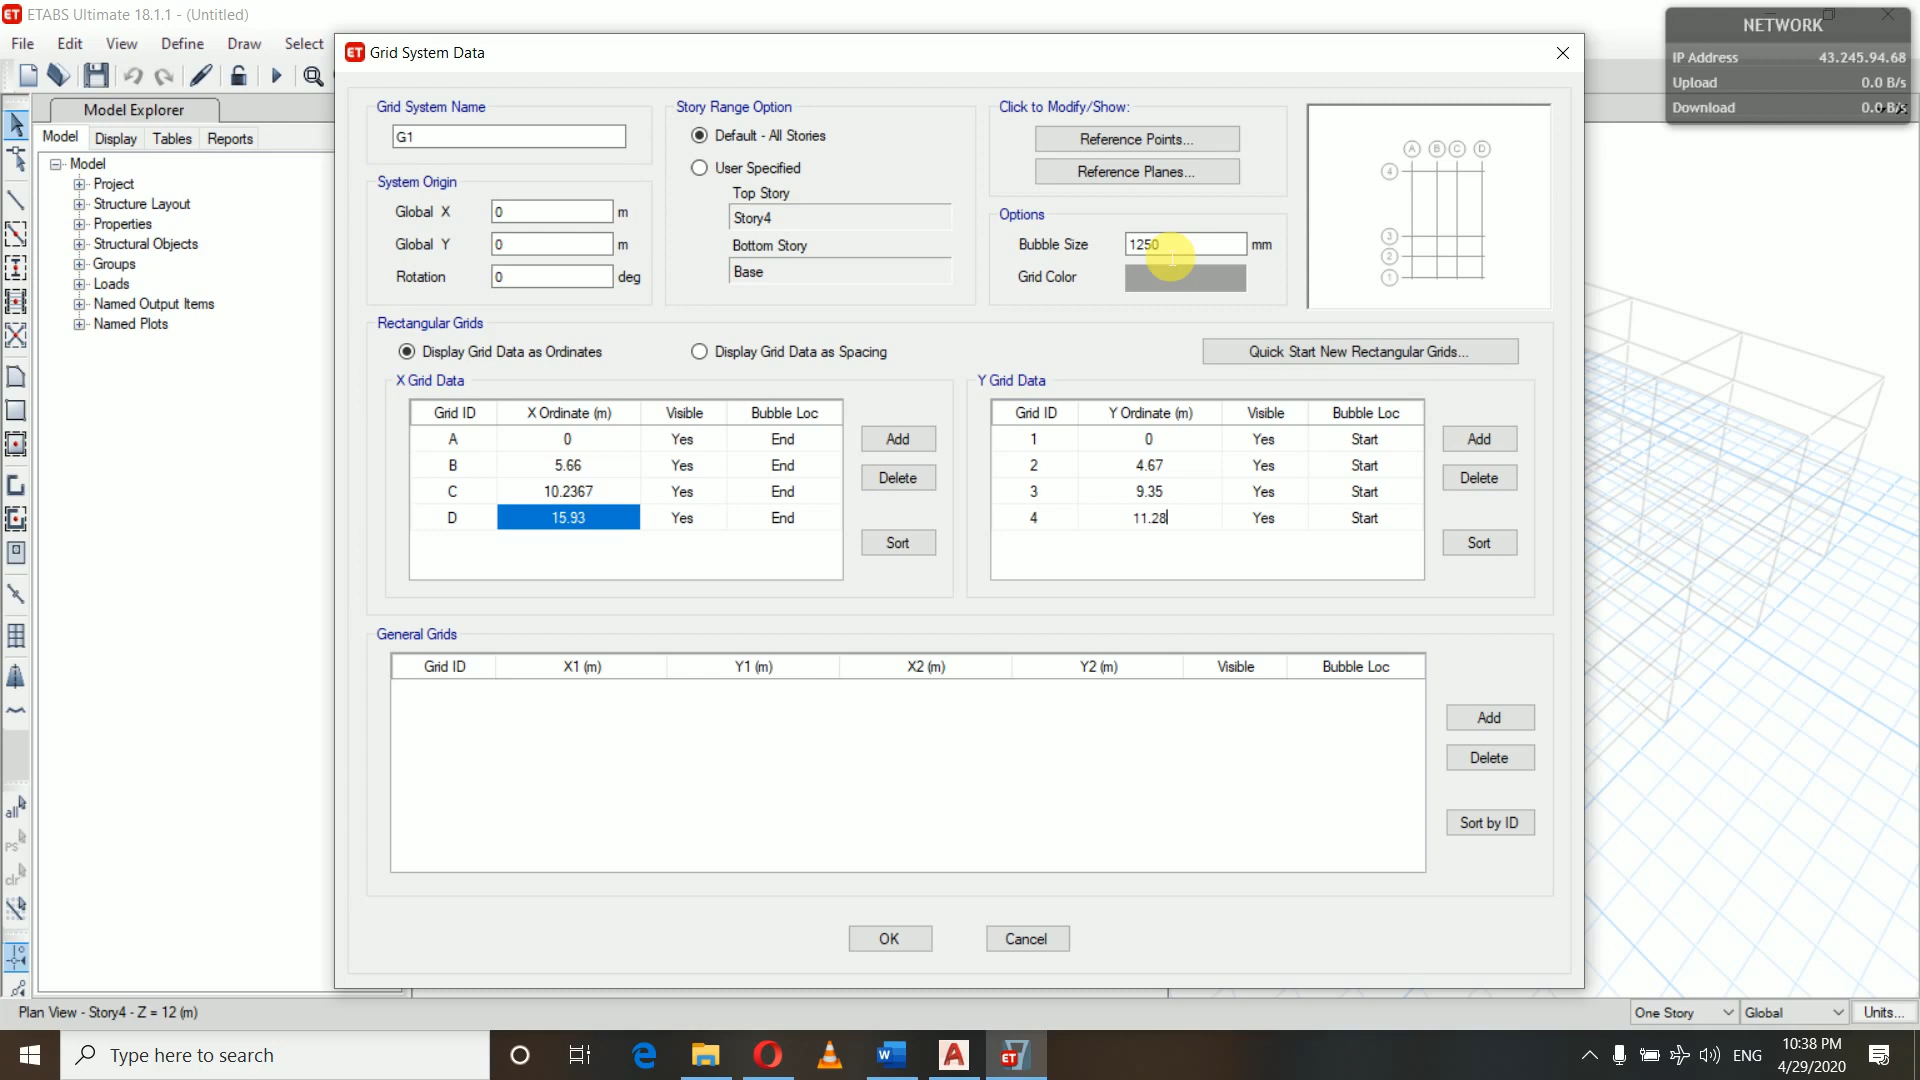 ETABS Ultimate 18.1.1 - (Untitled)
File Edit View Define Draw Select
NETWORK
IP Address 43.245.94.68
Upload 0.0 B/s
Download 0.0 B/s
Grid System Data
Model Explorer
Model Display Tables Reports
Model
Project
Structure Layout
Properties
Structural Objects
Groups
Loads
Named Output Items
Named Plots
Grid System Name
G1
System Origin
Global X 0 m
Global Y 0 m
Rotation 0 deg
Story Range Option
Default - All Stories
User Specified
Top Story
Story4
Bottom Story
Base
Click to Modify/Show:
Reference Points...
Reference Planes...
Options
Bubble Size 1250 mm
Grid Color
A B C D
4
3
2
1
Rectangular Grids
Display Grid Data as Ordinates Display Grid Data as Spacing Quick Start New Rectangular Grids...
X Grid Data
Grid ID X Ordinate (m) Visible Bubble Loc
A 0 Yes End
B 5.66 Yes End
C 10.2367 Yes End
D 15.93 Yes End
Add
Delete
Sort
Y Grid Data
Grid ID Y Ordinate (m) Visible Bubble Loc
1 0 Yes Start
2 4.67 Yes Start
3 9.35 Yes Start
4 11.28 Yes Start
Add
Delete
Sort
General Grids
Grid ID X1 (m) Y1 (m) X2 (m) Y2 (m) Visible Bubble Loc
Add
Delete
Sort by ID
OK Cancel
all
ps
clr
Plan View - Story4 - Z = 12 (m)
One Story Global Units...
Type here to search
ENG
10:38 PM
4/29/2020